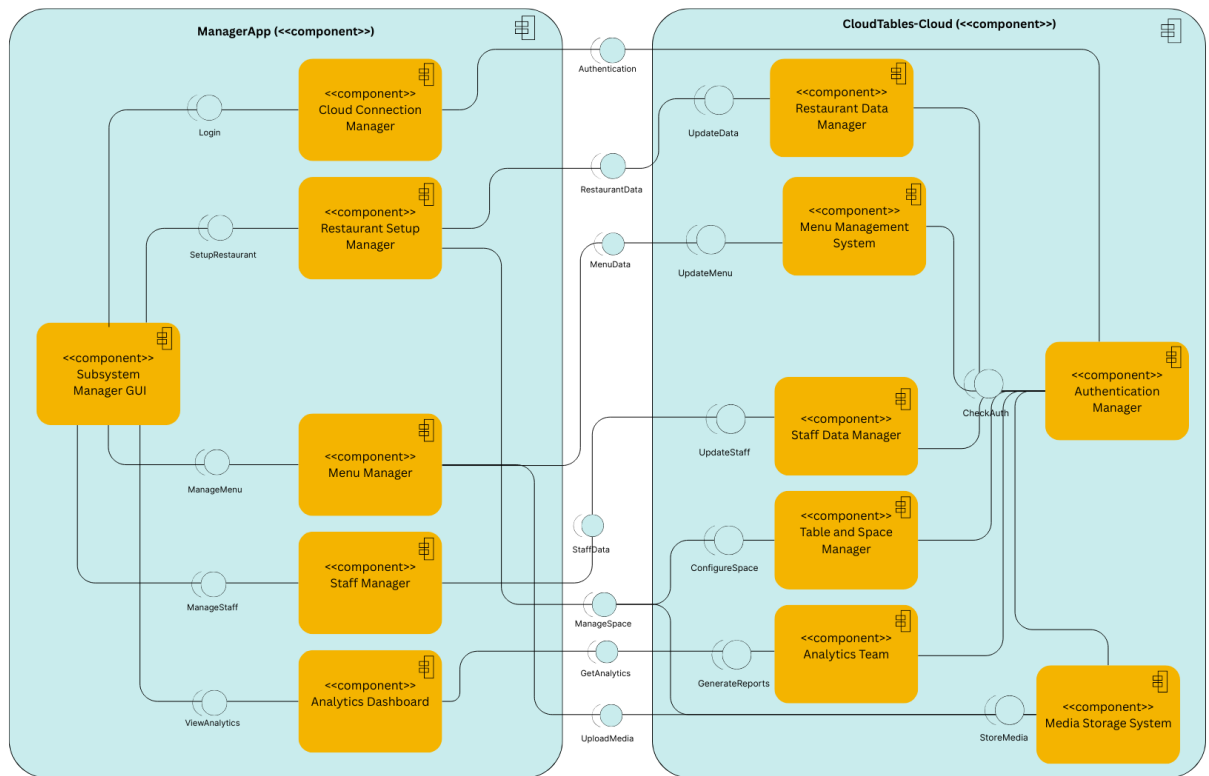 ManagerApp (<<component>>)
CloudTables-Cloud (<<component>>)
<<component>>
Cloud Connection
Manager
Login
Authentication
<<component>>
Restaurant Data
Manager
UpdateData
<<component>>
Restaurant Setup
Manager
SetupRestaurant
RestaurantData
<<component>>
Menu Management
System
MenuData
UpdateMenu
<<component>>
Subsystem
Manager GUI
<<component>>
Authentication
Manager
CheckAuth
<<component>>
Menu Manager
ManageMenu
<<component>>
Staff Data Manager
UpdateStaff
<<component>>
Staff Manager
ManageStaff
StaffData
<<component>>
Table and Space
Manager
ConfigureSpace
ManageSpace
<<component>>
Analytics Dashboard
ViewAnalytics
GetAnalytics
<<component>>
Analytics Team
GenerateReports
UploadMedia
<<component>>
Media Storage System
StoreMedia